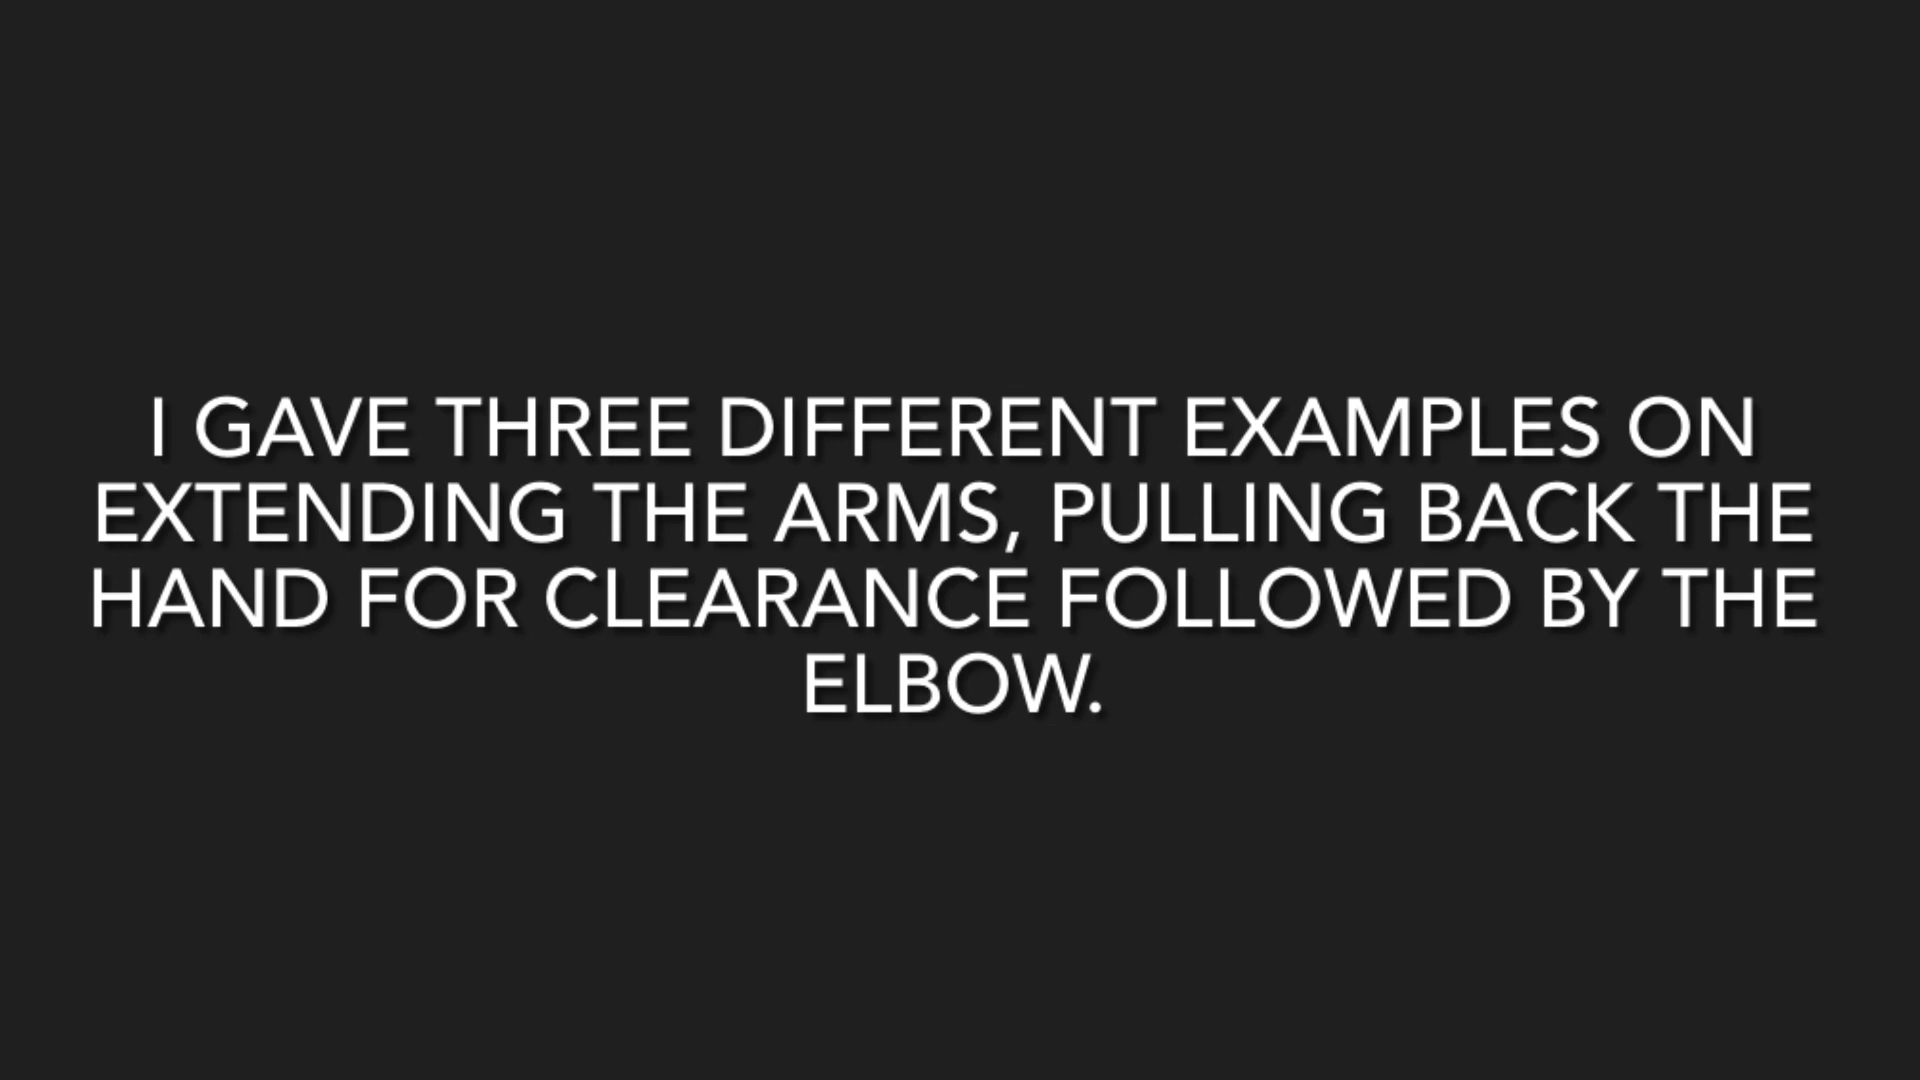 I GAVE THREE DIFFERENT EXAMPLES ON
EXTENDING THE ARMS, PULLING BACK THE
HAND FOR CLEARANCE FOLLOWED BY THE
ELBOW.